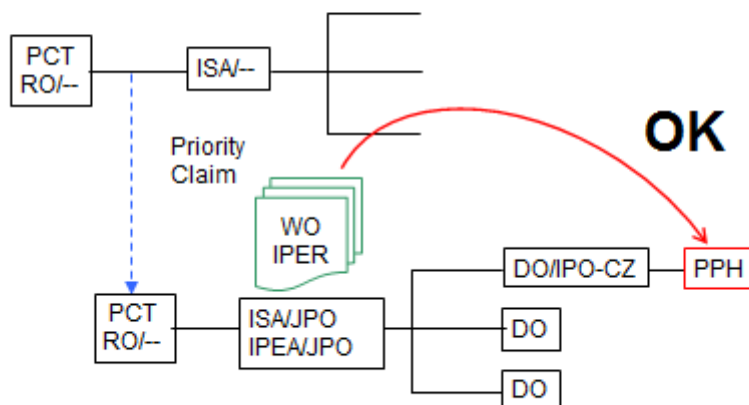 PCT
RO/--
ISA/--
OK
Priority
Claim
WO
IPER
DO/IPO-CZ
PPH
PCT
RO/--
ISA/JPO
IPEA/JPO
DO
DO